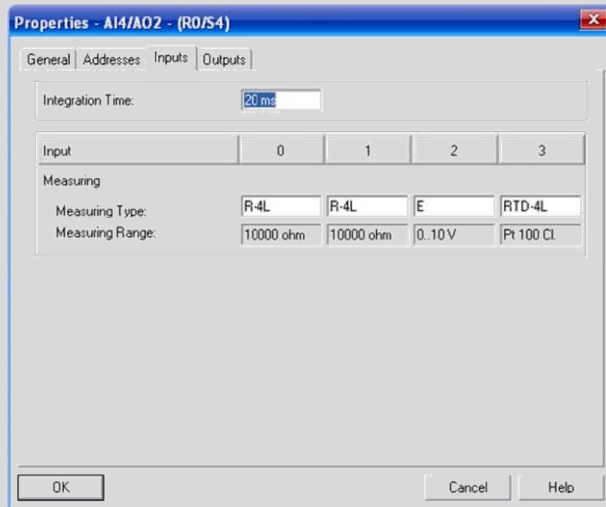 Properties - AI4/AO2 - (R0/S4)
General Addresses Inputs Outputs
Integration Time: 20 ms
Input 0 1 2 3
Measuring
Measuring Type: R-4L R-4L E RTD-4L
Measuring Range: 10000 ohm 10000 ohm 0..10 V Pt 100 Cl.
OK Cancel Help